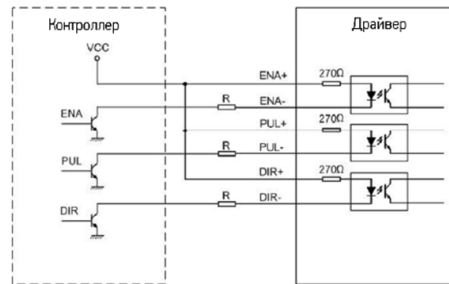 Контроллер
Драйвер
VCC
ENA+
270Ω
ENA
R
ENA-
PUL+
270Ω
PUL
R
PUL-
DIR+
270Ω
DIR
R
DIR-